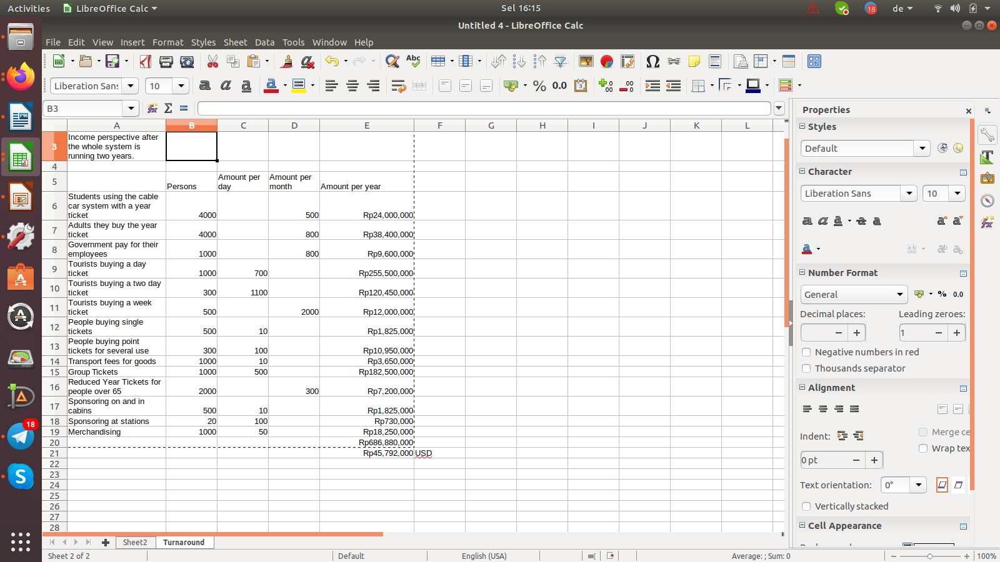 Activities LibreOffice Calc Sel 16:15 18 de
Untitled 4 - LibreOffice Calc
File Edit View Insert Format Styles Sheet Data Tools Window Help
Liberation Sans 10
B3
A B C D E F G H I J K L
3 Income perspective after
the whole system is
running two years.
4
5 Persons Amount per day Amount per month Amount per year
6 Students using the cable
car system with a year
ticket 4000 500 Rp24,000,000
7 Adults they buy the year
ticket 4000 800 Rp38,400,000
8 Government pay for their
employees 1000 800 Rp9,600,000
9 Tourists buying a day
ticket 1000 700 Rp255,500,000
10 Tourists buying a two day
ticket 300 1100 Rp120,450,000
11 Tourists buying a week
ticket 500 2000 Rp12,000,000
12 People buying single
tickets 500 10 Rp1,825,000
13 People buying point
tickets for several use 300 100 Rp10,950,000
14 Transport fees for goods 1000 10 Rp3,650,000
15 Group Tickets 1000 500 Rp182,500,000
16 Reduced Year Tickets for
people over 65 2000 300 Rp7,200,000
17 Sponsoring on and in
cabins 500 10 Rp1,825,000
18 Sponsoring at stations 20 100 Rp730,000
19 Merchandising 1000 50 Rp18,250,000
20 Rp686,880,000
21 Rp45,792,000 USD
22
23
24
25
26
27
28
Sheet2 Turnaround
Sheet 2 of 2 Default English (USA) Average: ; Sum: 0 100%
Properties
Styles
Default
Character
Liberation Sans 10
Number Format
General
Decimal places: Leading zeroes:
1
Negative numbers in red
Thousands separator
Alignment
Indent: Merge ce
0 pt Wrap tex
Text orientation: 0°
Vertically stacked
Cell Appearance
18